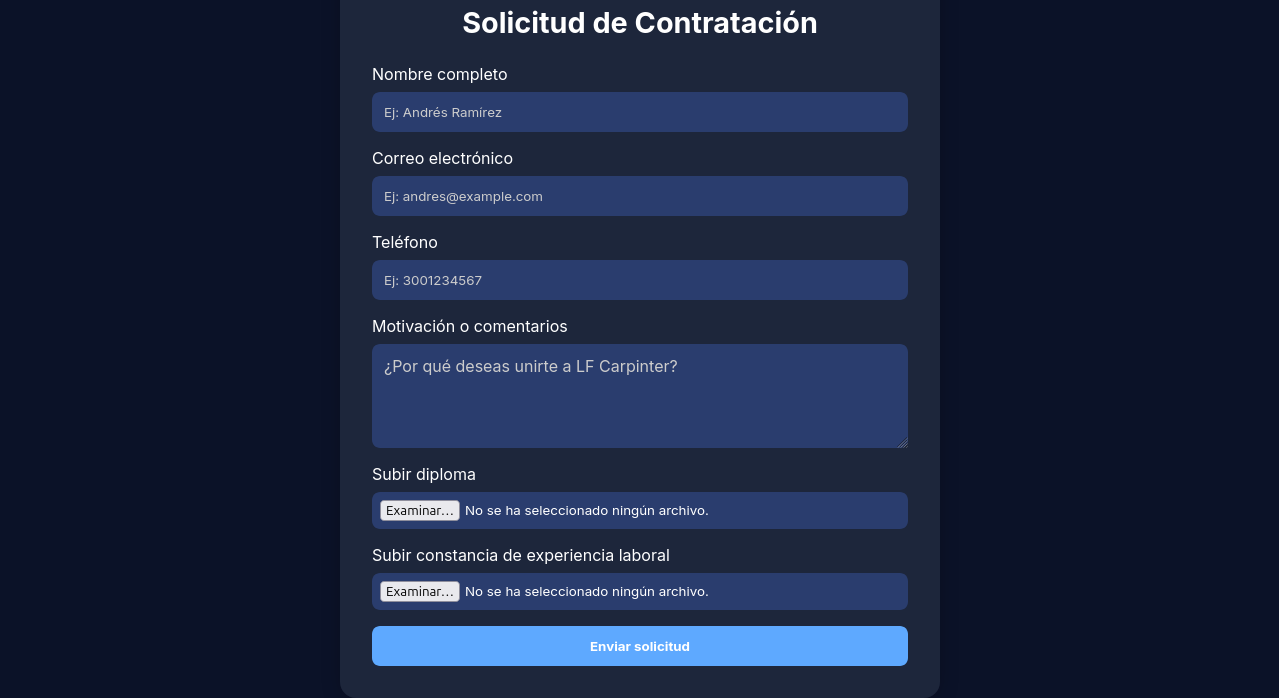 Solicitud de Contratación
Nombre completo
Ej: Andrés Ramírez
Correo electrónico
Ej: andres@example.com
Teléfono
Ej: 3001234567
Motivación o comentarios
¿Por qué deseas unirte a LF Carpinter?
Subir diploma
Examinar... No se ha seleccionado ningún archivo.
Subir constancia de experiencia laboral
Examinar... No se ha seleccionado ningún archivo.
Enviar solicitud